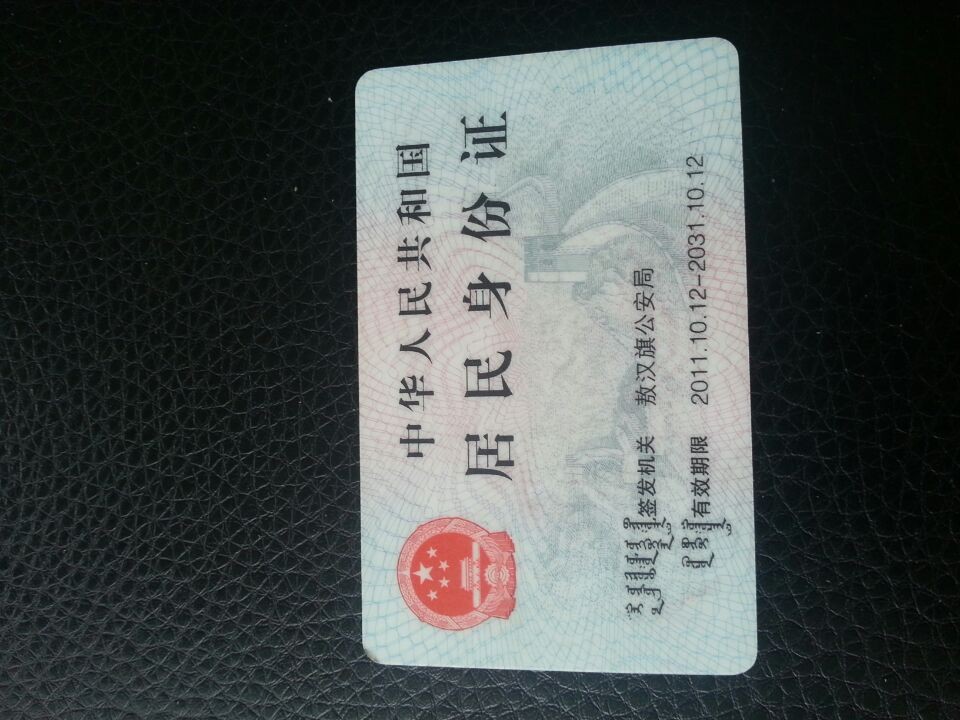 中华人民共和国
居民身份证
签发机关 敖汉旗公安局
有效期限 2011.10.12-2031.10.12